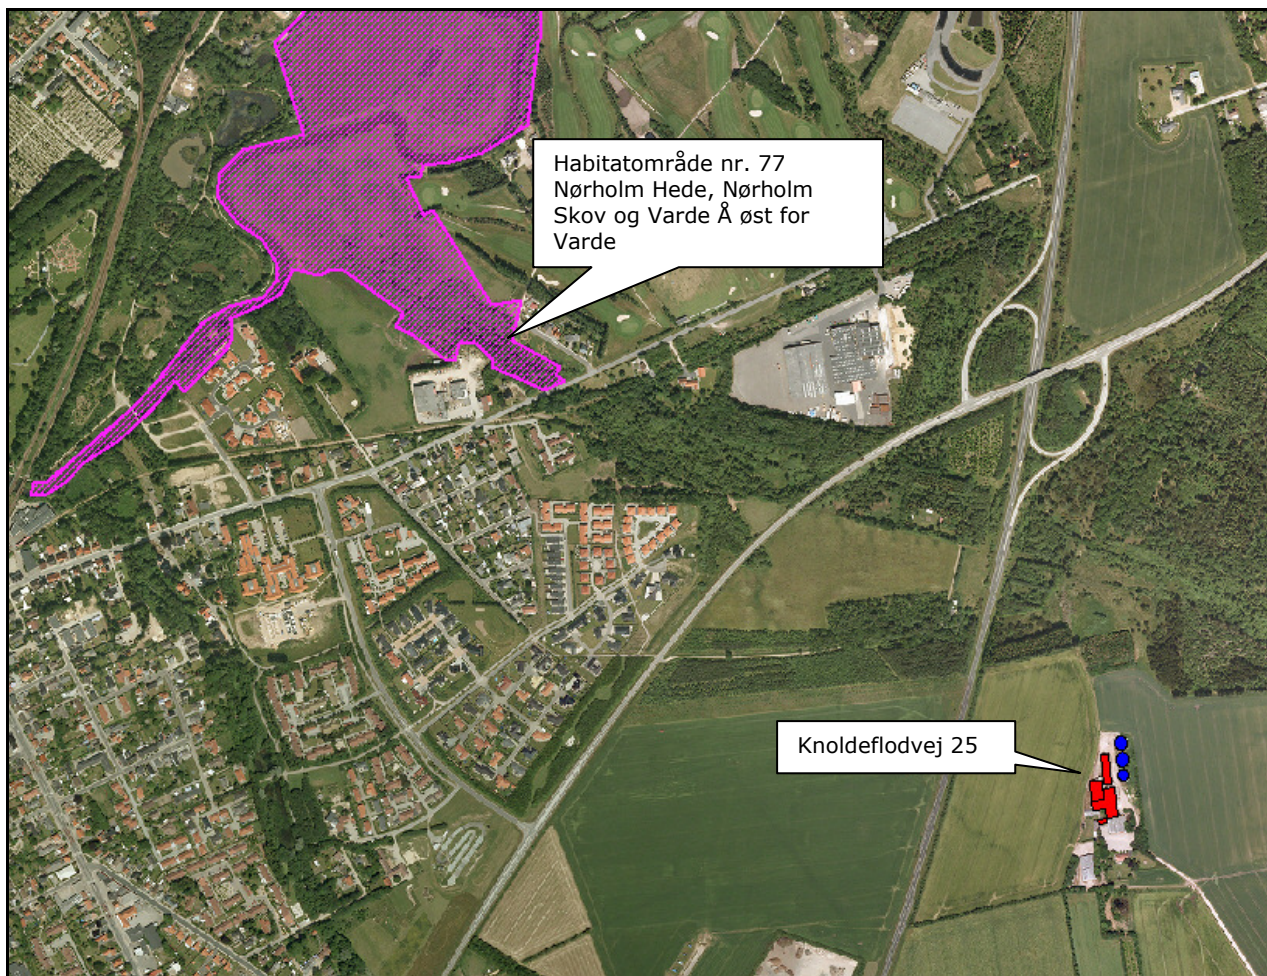 Habitatområde nr. 77
Nørholm Hede, Nørholm
Skov og Varde Å øst for
Varde
Knoldeflodvej 25